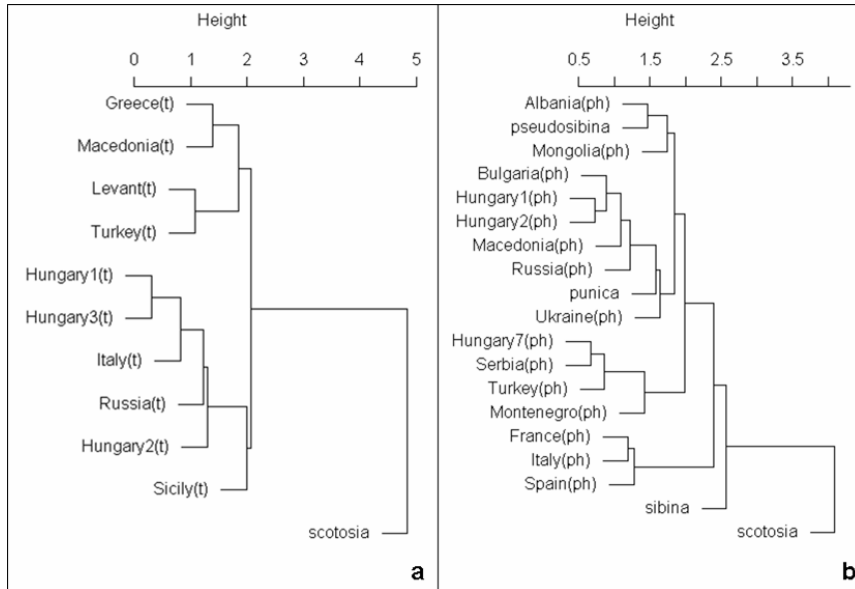 Height
0 1 2 3 4 5
Greece(t)
Macedonia(t)
Levant(t)
Turkey(t)
Hungary1(t)
Hungary3(t)
Italy(t)
Russia(t)
Hungary2(t)
Sicily(t)
scotosia
a
Height
0.5 1.5 2.5 3.5
Albania(ph)
pseudosibina
Mongolia(ph)
Bulgaria(ph)
Hungary1(ph)
Hungary2(ph)
Macedonia(ph)
Russia(ph)
punica
Ukraine(ph)
Hungary7(ph)
Serbia(ph)
Turkey(ph)
Montenegro(ph)
France(ph)
Italy(ph)
Spain(ph)
sibina
scotosia
b